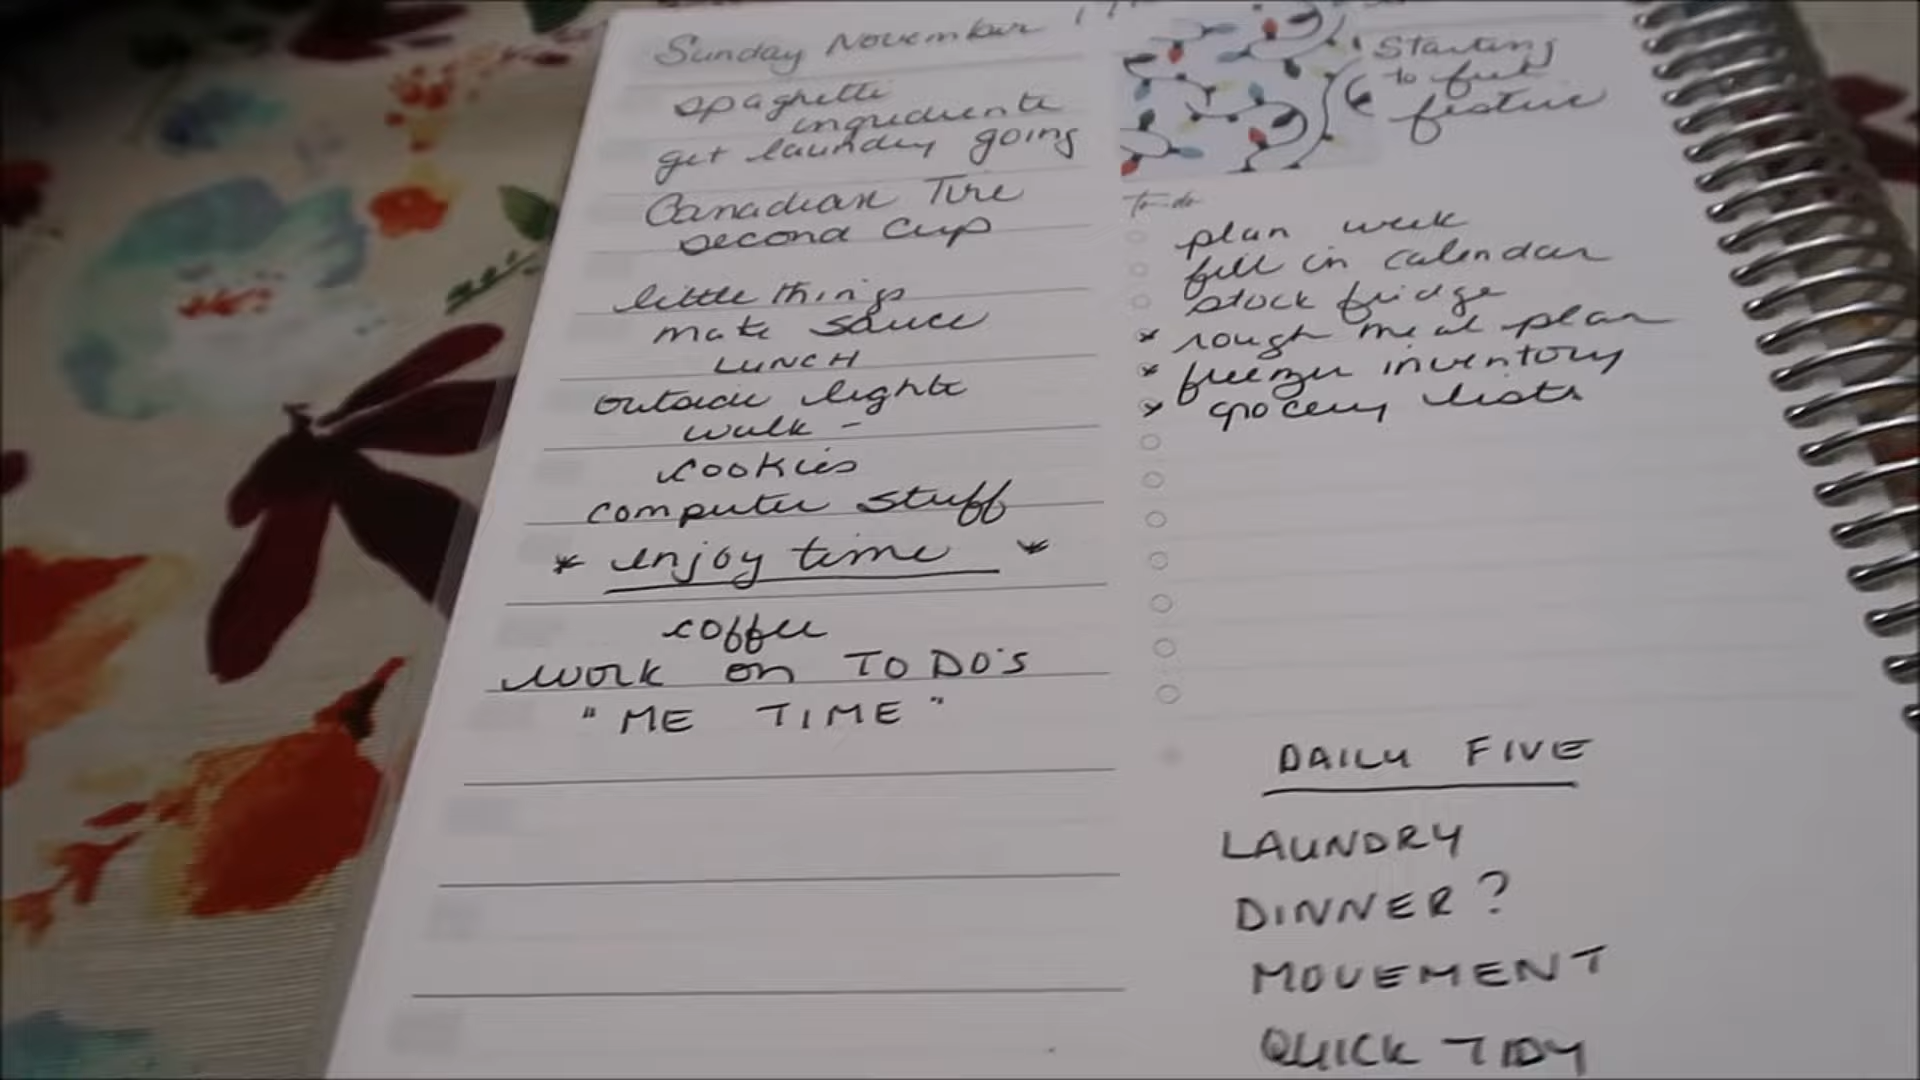 Sunday November
spaghetti
ingredients
get laundry going
Canadian Tire
second cup
little things
make sauce
LUNCH
outside lights
walk -
cookies
computer stuff
* enjoy time *
coffee
work on TO DO'S
"ME TIME"
Starting
to feel
festive
to-do
plan week
fill in calendar
stock fridge
* rough meal plan
* freezer inventory
* grocery lists
DAILY FIVE
LAUNDRY
DINNER?
MOVEMENT
QUICK TIDY